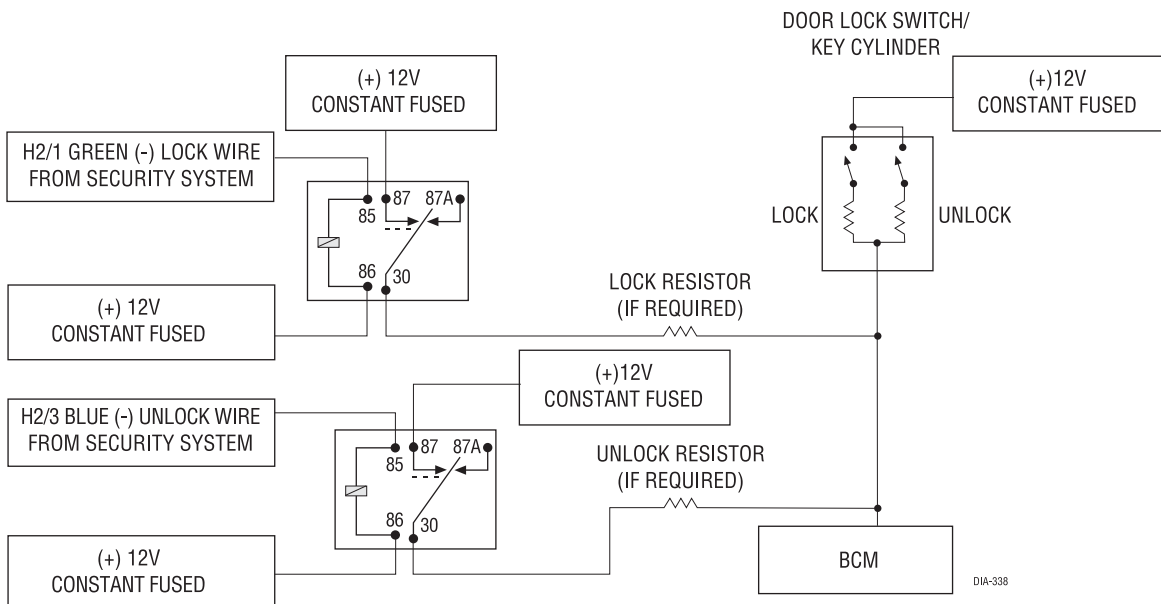 DOOR LOCK SWITCH/
KEY CYLINDER
(+) 12V
CONSTANT FUSED
(+)12V
CONSTANT FUSED
H2/1 GREEN (-) LOCK WIRE
FROM SECURITY SYSTEM
87
87A
85
86
30
LOCK
UNLOCK
(+) 12V
CONSTANT FUSED
LOCK RESISTOR
(IF REQUIRED)
(+)12V
CONSTANT FUSED
H2/3 BLUE (-) UNLOCK WIRE
FROM SECURITY SYSTEM
87
87A
85
86
30
UNLOCK RESISTOR
(IF REQUIRED)
(+) 12V
CONSTANT FUSED
BCM
DIA-338